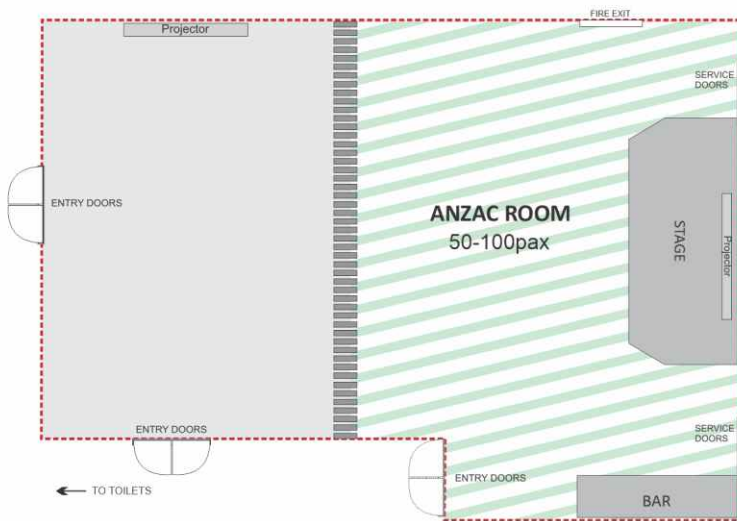 FIRE EXIT
Projector
SERVICE
DOORS
ENTRY DOORS
ANZAC ROOM
50-100pax
STAGE
Projector
ENTRY DOORS
SERVICE
DOORS
ENTRY DOORS
TO TOILETS
BAR